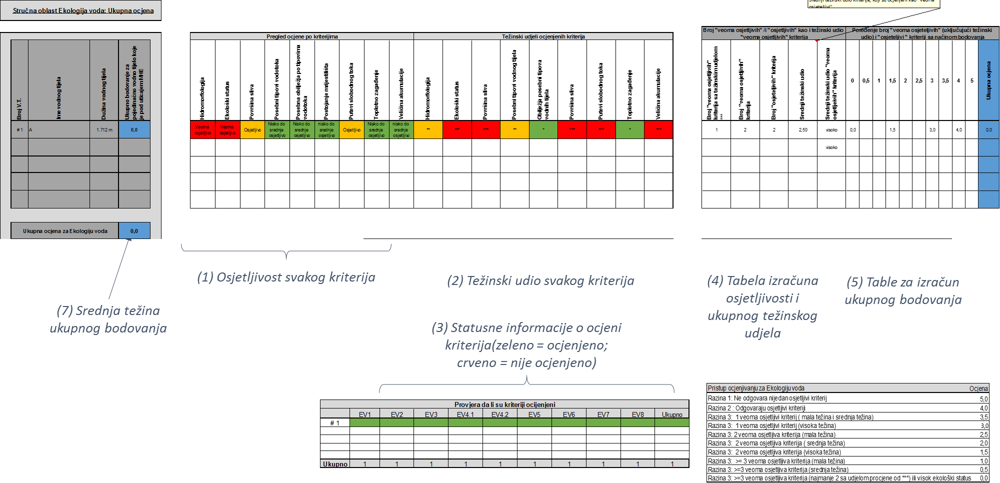 Stručna oblast Ekologija voda: Ukupna ocjena
osjeteljivi"
Broj V.T.
Ime vodnog tijela
Dužina vodnog tijela
Ukupno bodovanje za
pojedinačno vodno tijelo koje
je pod uticajem MHE
# 1 A 1.712 m 0,0
Ukupna ocjena za Ekologiju voda 0,0
Pregled ocjene po kriterijima
Težinski udjeli ocjenjenih kriterija
Hidromorfologija
Ekološki status
Površina sliva
Posebni tipovi vodotoka
Posebna obilježja po tipovima
vodotoka
Postojanje mrijestilišta
Putevi slobodnog toka
Toplotno zagađenje
Veličina akumulacije
Hidromorfologija
Ekološki status
Površina sliva
Posebni tipovi vodnog tijela
Obilježja posebni tipova
vodnih tijela
Površina sliva
Putevi slobodnog toka
Toplotno zagađenje
Veličina akumulacije
Veoma
osjetljivo
Veoma
osjetljivo
Osjetljivo
Nisko do
srednje
osjetljivo
Nisko do
srednje
osjetljivo
nisko do
srednje
osjetljivo
Osjetljivo
Nisko do
srednje
osjetljivo
nisko do
srednje
osjetljivo
** *** *** ** * *** *** * ***
Broj "veoma osjetljivih" /i "osjetljivih" kao i težinski udio
"veoma osjetljivih" kriterija
Poređenje broj "veoma osjeteljivih" (uključujući težinski
udio) i "osjeteljivi " kriteriji sa načinom bodovanja
Broj "veoma osjetljivih"
kriterija sa težinskim udjelom
***
Broj "veoma osjetljivih"
kriterija
Broj "osjeteljivih" kriterija
Srednji težinski udio
Srednji težinski udio "veoma
osjetljivih" kriterija
0 0,5 1 1,5 2 2,5 3 3,5 4 5
Ukupna ocjena
1 2 2 2,50 visoko 0,0 1,5 3,0 4,0 0,0
visoko
(1) Osjetljivost svakog kriterija
(2) Težinski udio svakog kriterija
(4) Tabela izračuna
osjetljivosti i
ukupnog težinskog
udjela
(5) Table za izračun
ukupnog bodovanja
(7) Srednja težina
ukupnog bodovanja
(3) Statusne informacije o ocjeni
kriterija(zeleno = ocjenjeno;
crveno = nije ocjenjeno)
Provjera da li su kriteriji ocijenjeni
EV1 EV2 EV3 EV4.1 EV4.2 EV5 EV6 EV7 EV8 Ukupno
# 1
Ukupno 1 1 1 1 1 1 1 1 1 1
Pristup ocjenjivanju za Ekologiju voda Ocjena
Razina 1: Ne odgovara nijedan osjetljivi kriterij 5,0
Razina 2 : Odgovaraju osjetljivi kriteriji 4,0
Razina 3: 1 veoma osjetljivi kriterij ( mala težina i srednja težina) 3,5
Razina 3: 1 veoma osjetljivi kriterij (visoka težina) 3,0
Razina 3: 2 veoma osjetljiva kriterija (mala težina) 2,5
Razina 3: 2 veoma osjetljiva kriterija ( srednja težina) 2,0
Razina 3: 2 veoma osjetljiva kriterija (visoka težina) 1,5
Razina 3: >= 3 veoma osjetljiva kriterija (mala težina) 1,0
Razina 3: >=3 veoma osjetljiva kriterija (srednja težina) 0,5
Razina 3: >=3 veoma osjetljiva kriterija (najmanje 2 sa udjelom procjene od ***) ili visok ekološki status 0,0